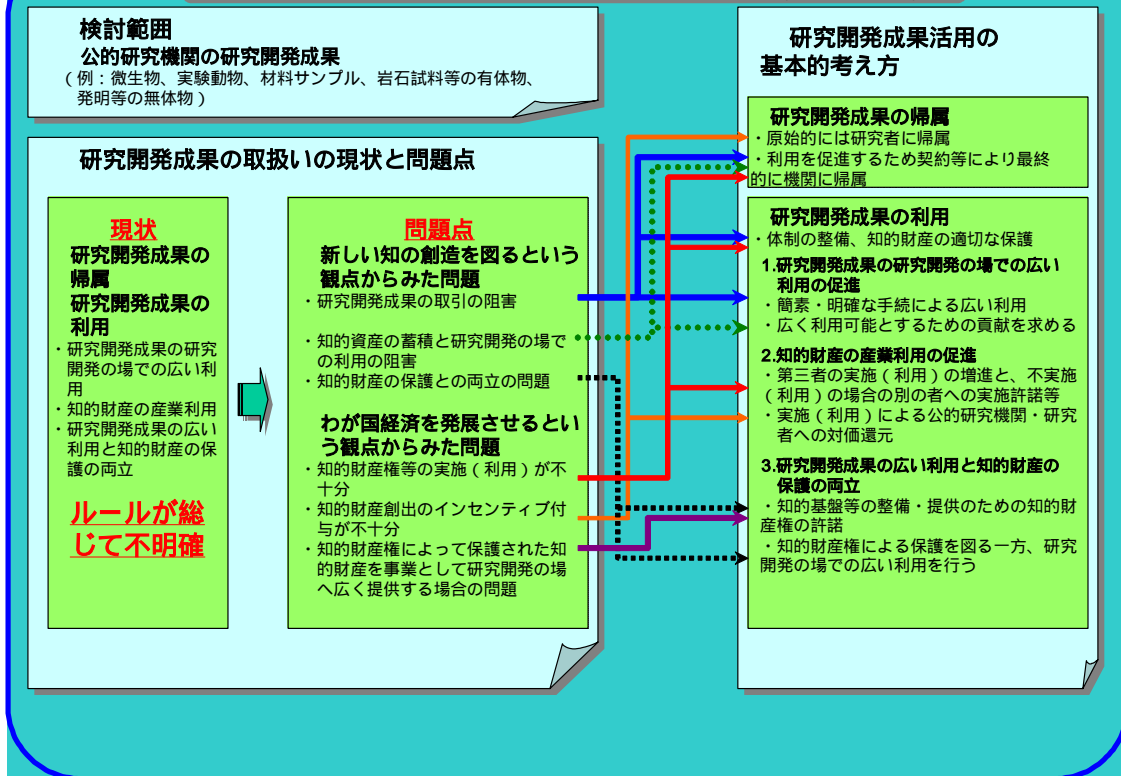 検討範囲
公的研究機関の研究開発成果
（例：微生物、実験動物、材料サンプル、岩石試料等の有体物、
発明等の無体物）
研究開発成果の取扱いの現状と問題点
現状
研究開発成果の
帰属
研究開発成果の
利用
・研究開発成果の研究
開発の場での広い利
用
・知的財産の産業利用
・研究開発成果の広い
利用と知的財産の保
護の両立
ルールが総
じて不明確
問題点
新しい知の創造を図るという
観点からみた問題
・研究開発成果の取引の阻害
・知的資産の蓄積と研究開発の場で
の利用の阻害
・知的財産の保護との両立の問題
わが国経済を発展させるとい
う観点からみた問題
・知的財産権等の実施（利用）が不
十分
・知的財産創出のインセンティブ付
与が不十分
・知的財産権によって保護された知
的財産を事業として研究開発の場
へ広く提供する場合の問題
研究開発成果活用の
基本的考え方
研究開発成果の帰属
・原始的には研究者に帰属
・利用を促進するため契約等により最終
的に機関に帰属
研究開発成果の利用
・体制の整備、知的財産の適切な保護
1.研究開発成果の研究開発の場での広い
利用の促進
・簡素・明確な手続による広い利用
・広く利用可能とするための貢献を求める
2.知的財産の産業利用の促進
・第三者の実施（利用）の増進と、不実施
（利用）の場合の別の者への実施許諾等
・実施（利用）による公的研究機関・研究
者への対価還元
3.研究開発成果の広い利用と知的財産の
保護の両立
・知的基盤等の整備・提供のための知的財
産権の許諾
・知的財産権による保護を図る一方、研究
開発の場での広い利用を行う